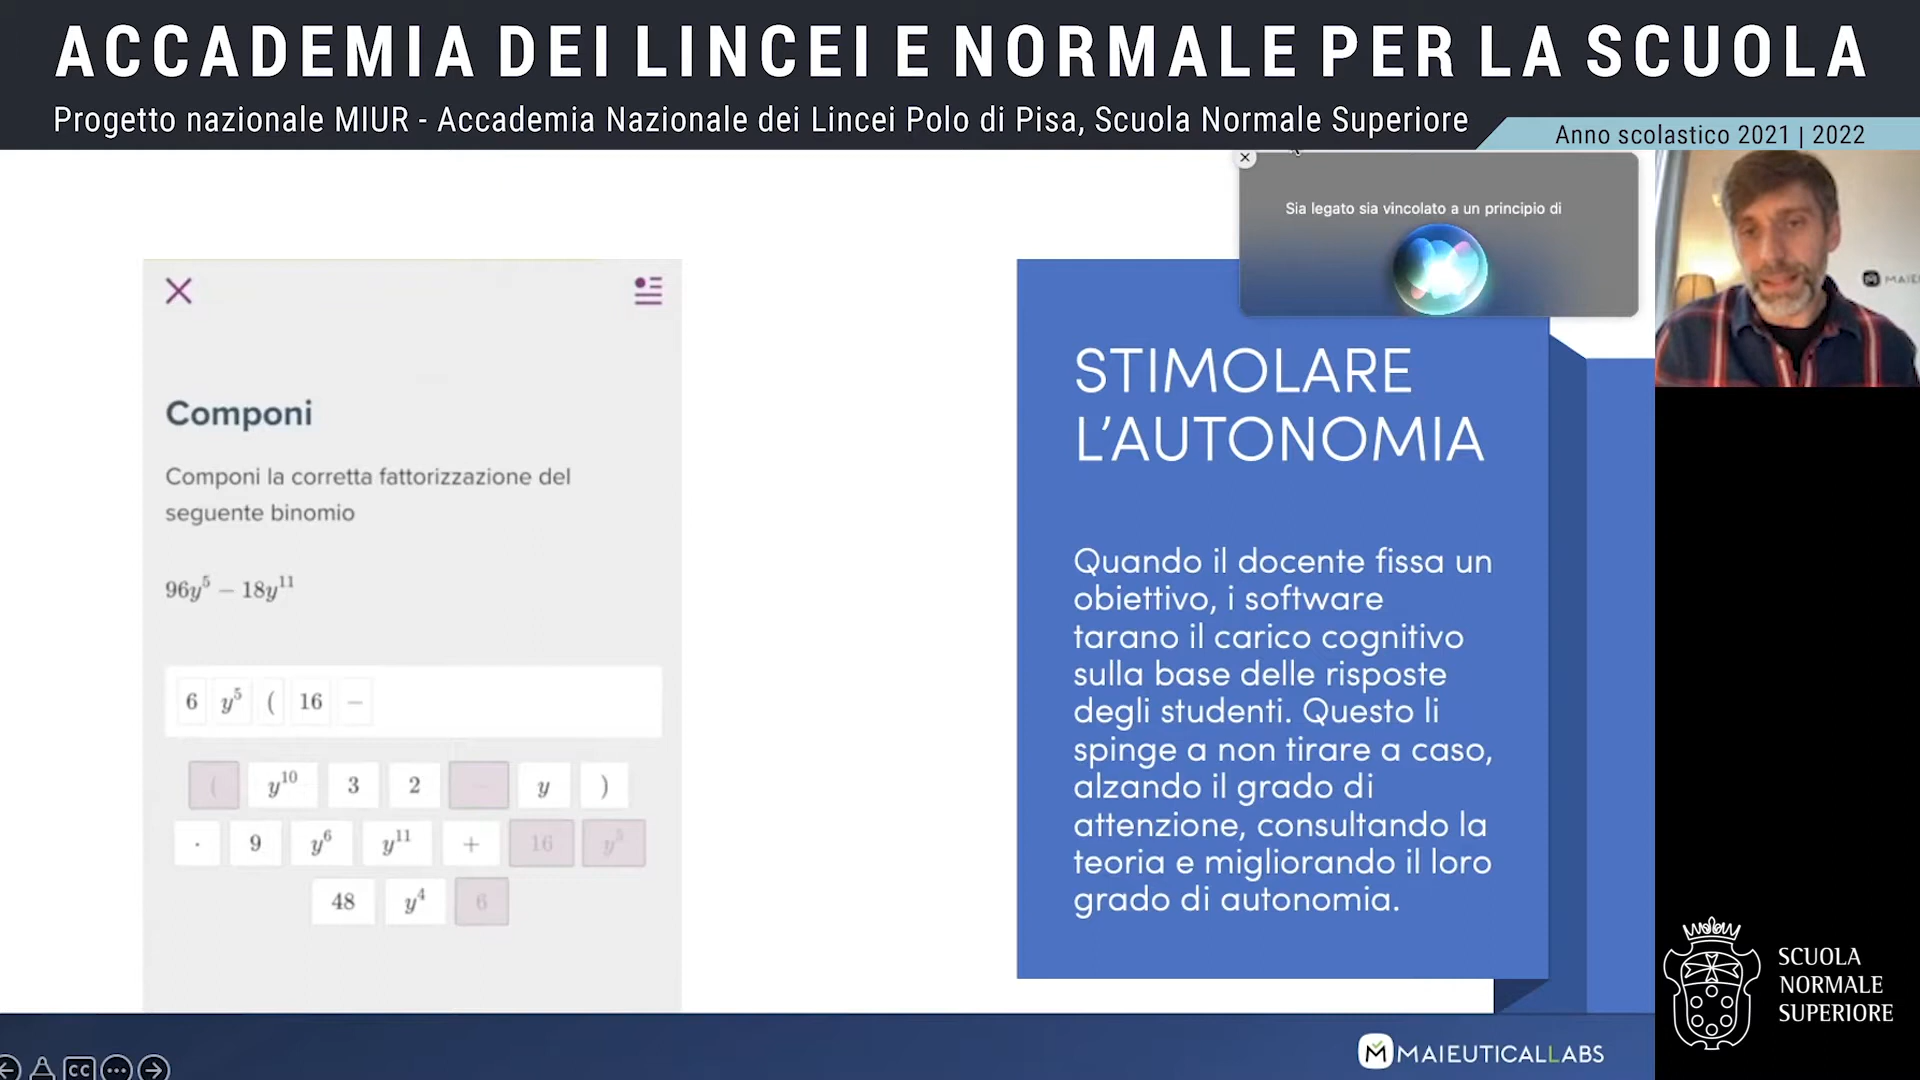 ACCADEMIA DEI LINCEI E NORMALE PER LA SCUOLA
Progetto nazionale MIUR - Accademia Nazionale dei Lincei Polo di Pisa, Scuola Normale Superiore
Anno scolastico 2021 | 2022
Sia legato sia vincolato a un principio di
Componi
Componi la corretta fattorizzazione del
seguente binomio
96y⁵ − 18y¹¹
6 y⁵ ( 16 −
( y¹⁰ 3 2 − y )
· 9 y⁶ y¹¹ + 16 y⁵
48 y⁴ 6
STIMOLARE
L’AUTONOMIA
Quando il docente fissa un
obiettivo, i software
tarano il carico cognitivo
sulla base delle risposte
degli studenti. Questo li
spinge a non tirare a caso,
alzando il grado di
attenzione, consultando la
teoria e migliorando il loro
grado di autonomia.
MAIEUTICALLABS
CC
SCUOLA
NORMALE
SUPERIORE